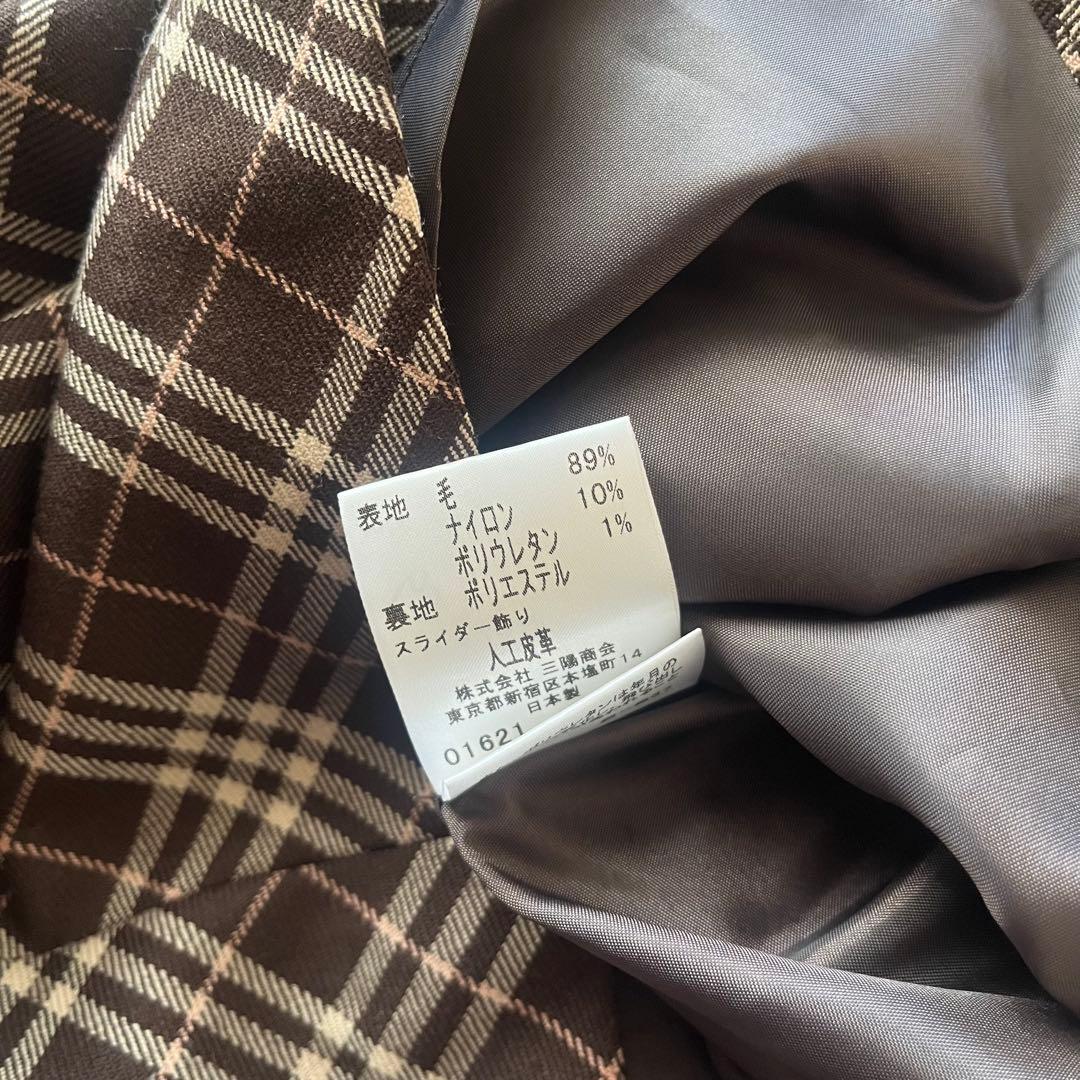 表地 毛 89%
ナイロン 10%
ポリウレタン 1%
裏地 ポリエステル
スライダー飾り
人工皮革
株式会社 三陽商会
東京都新宿区本塩町14
日本製
01621